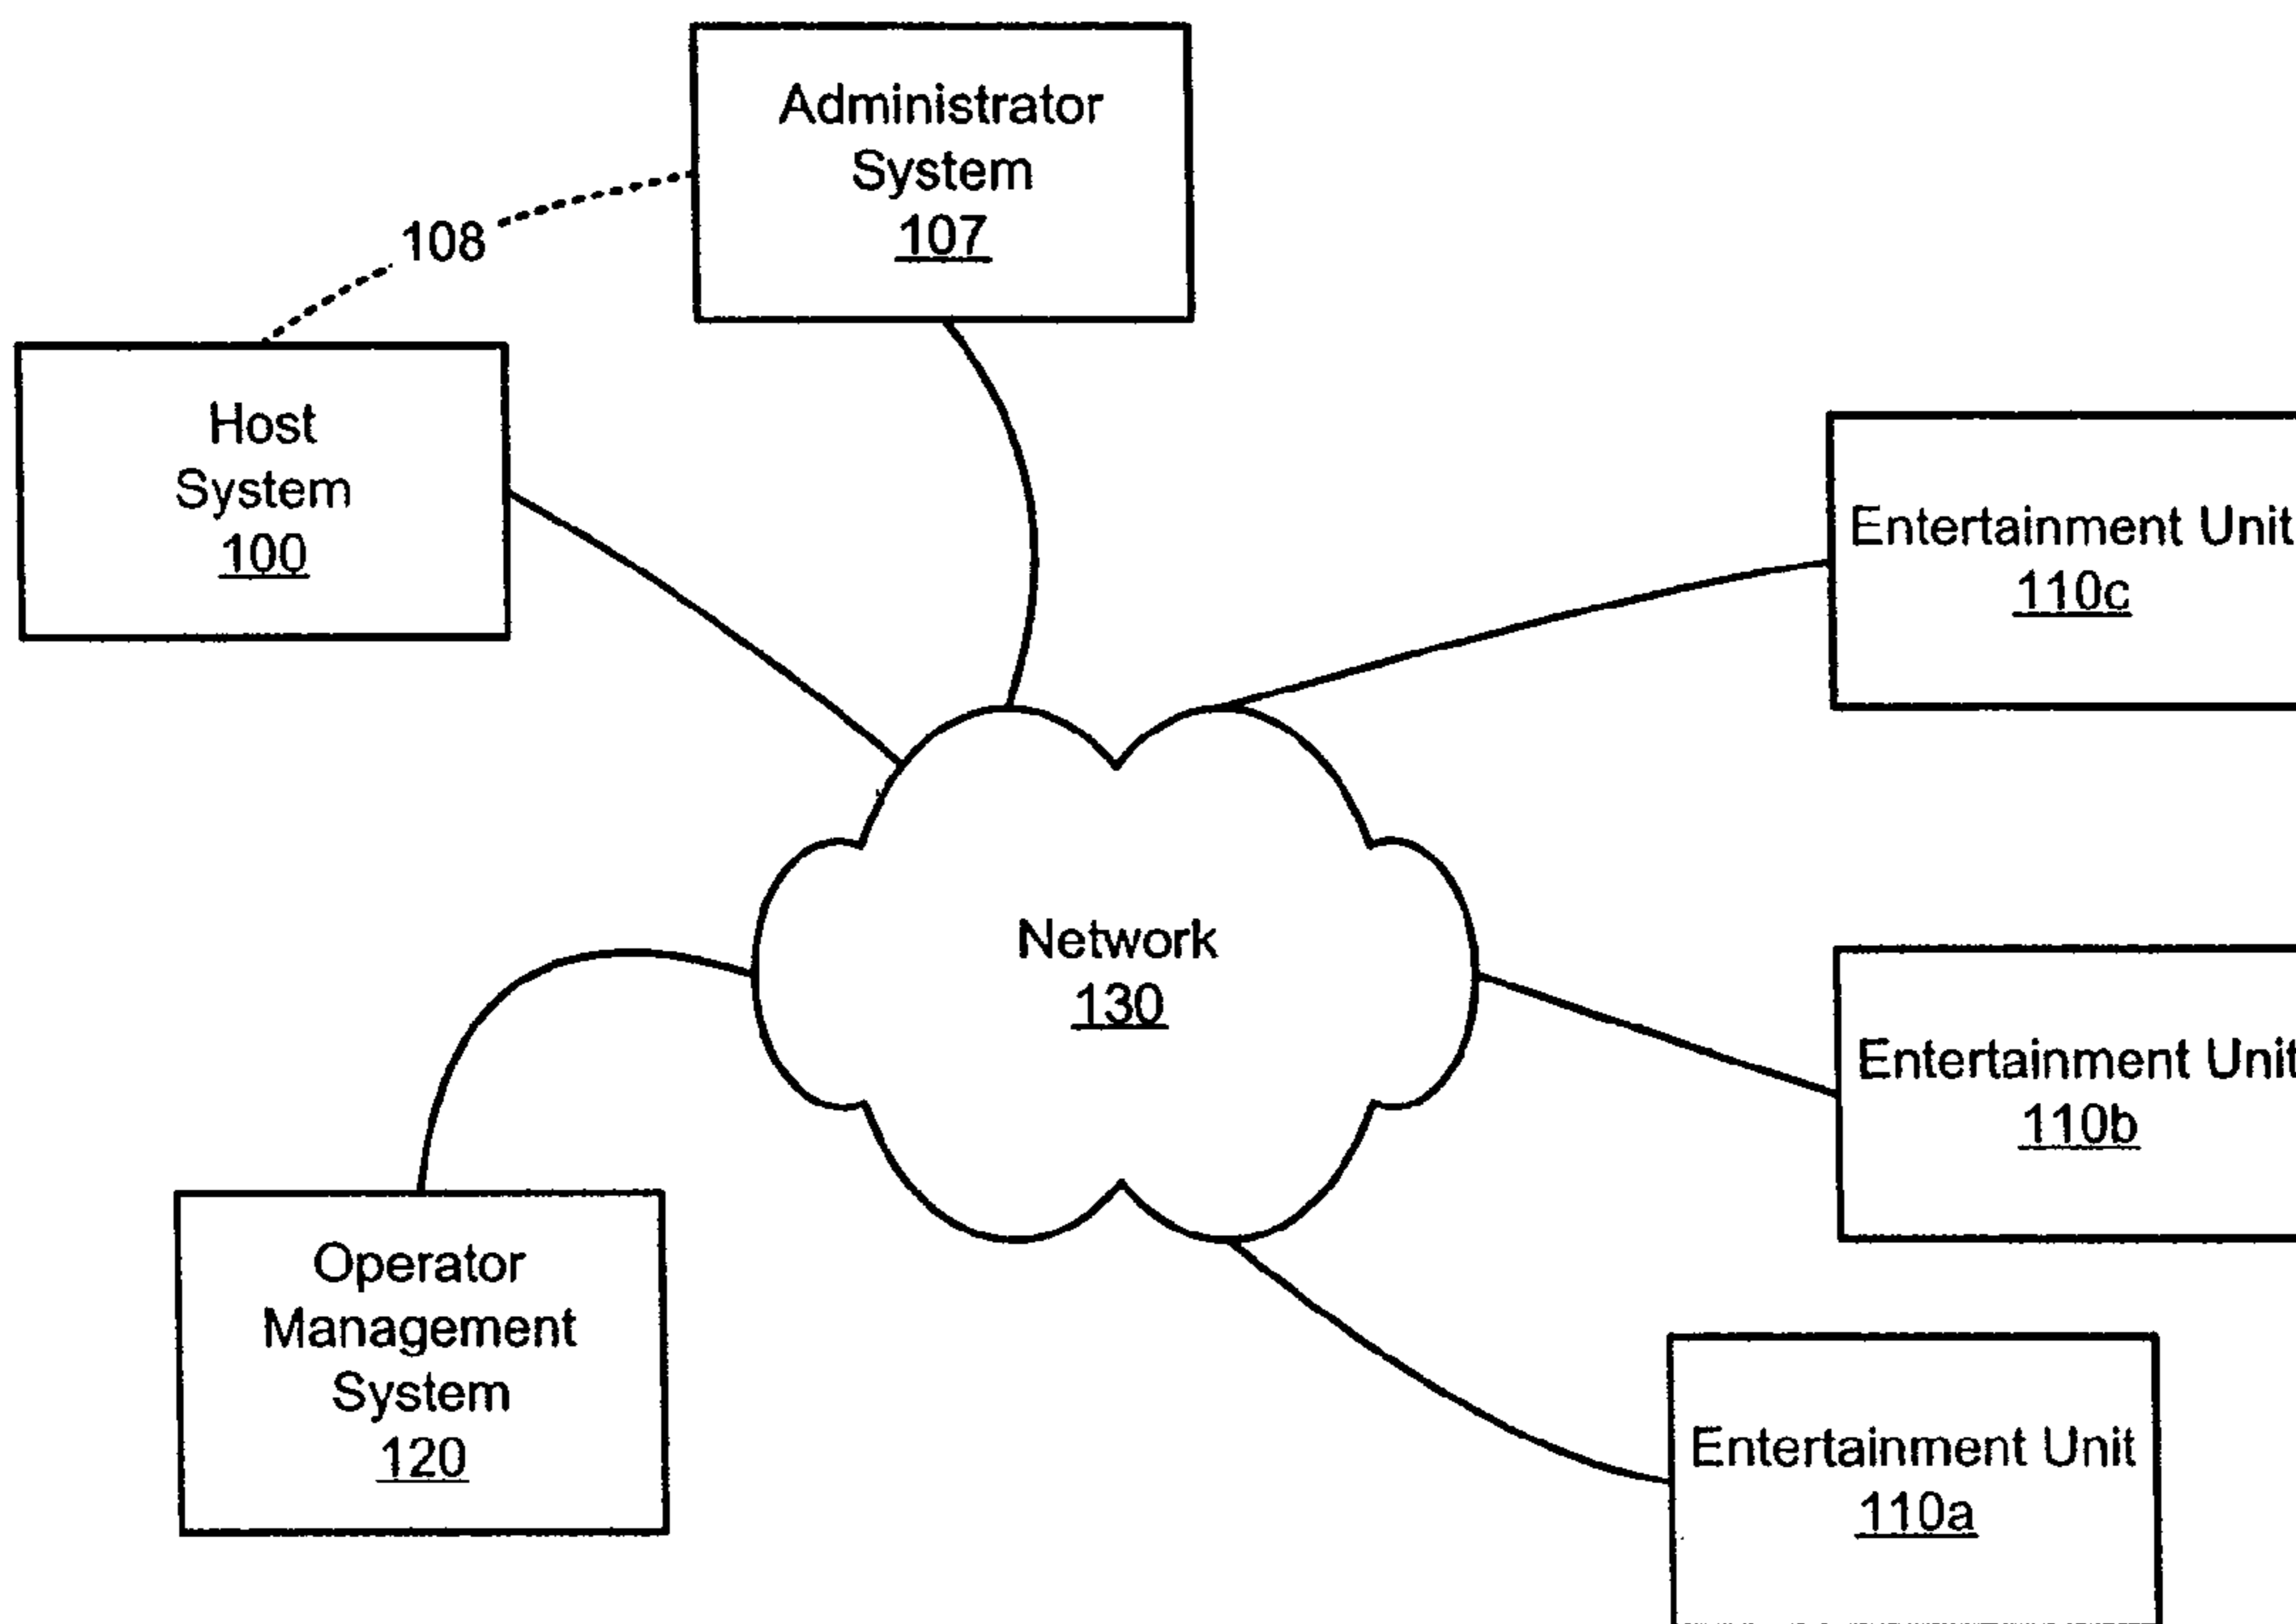 Administrator
System
107
108
Host
System
100
Entertainment Unit
110c
Network
130
Entertainment Unit
110b
Operator
Management
System
120
Entertainment Unit
110a